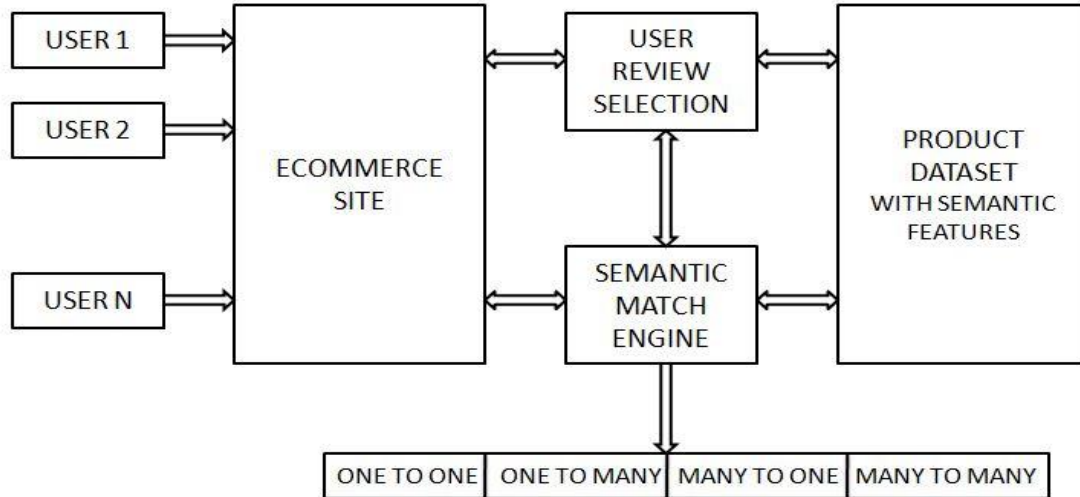 USER 1
USER 2
USER N
ECOMMERCE
SITE
USER
REVIEW
SELECTION
SEMANTIC
MATCH
ENGINE
PRODUCT
DATASET
WITH SEMANTIC
FEATURES
ONE TO ONE
ONE TO MANY
MANY TO ONE
MANY TO MANY